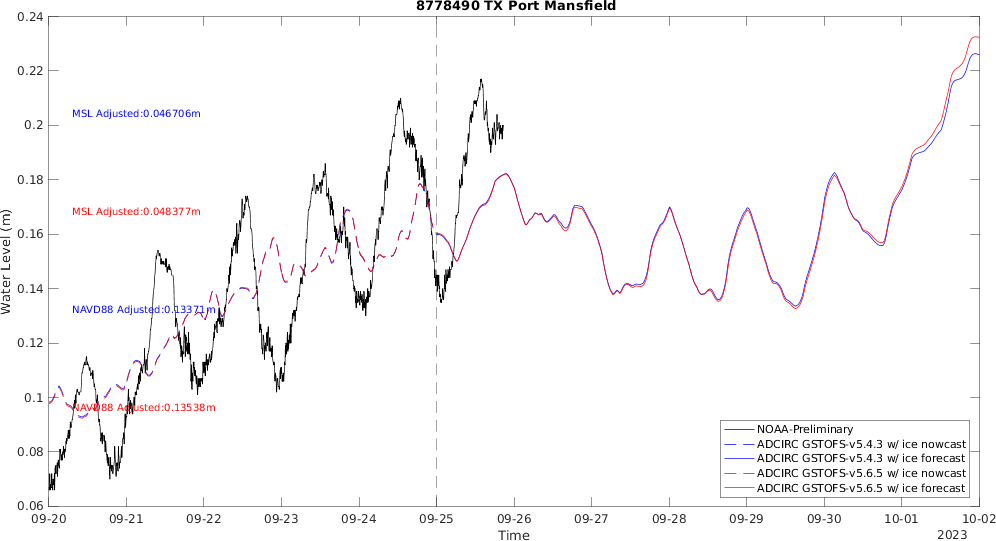 8778490 TX Port Mansfield
0.24
0.22
0.2
0.18
0.16
0.14
0.12
0.1
0.08
0.06
Water Level (m)
MSL Adjusted:0.046706m
MSL Adjusted:0.048377m
NAVD88 Adjusted:0.13371m
NAVD88 Adjusted:0.13538m
NOAA-Preliminary
ADCIRC GSTOFS-v5.4.3 w/ ice nowcast
ADCIRC GSTOFS-v5.4.3 w/ ice forecast
ADCIRC GSTOFS-v5.6.5 w/ ice nowcast
ADCIRC GSTOFS-v5.6.5 w/ ice forecast
09-20 09-21 09-22 09-23 09-24 09-25 09-26 09-27 09-28 09-29 09-30 10-01 10-02
Time
2023